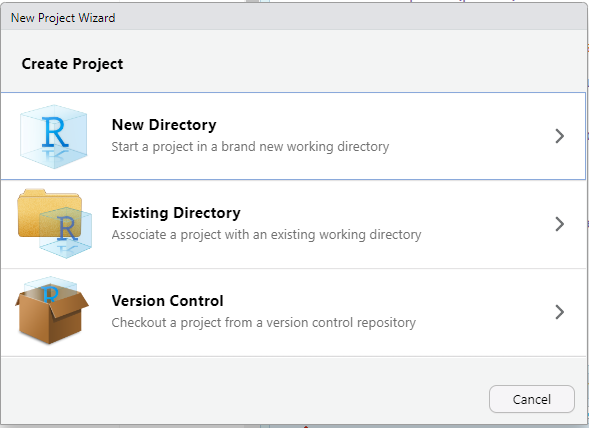 New Project Wizard
Create Project
R
New Directory
Start a project in a brand new working directory
R
Existing Directory
Associate a project with an existing working directory
Version Control
Checkout a project from a version control repository
Cancel